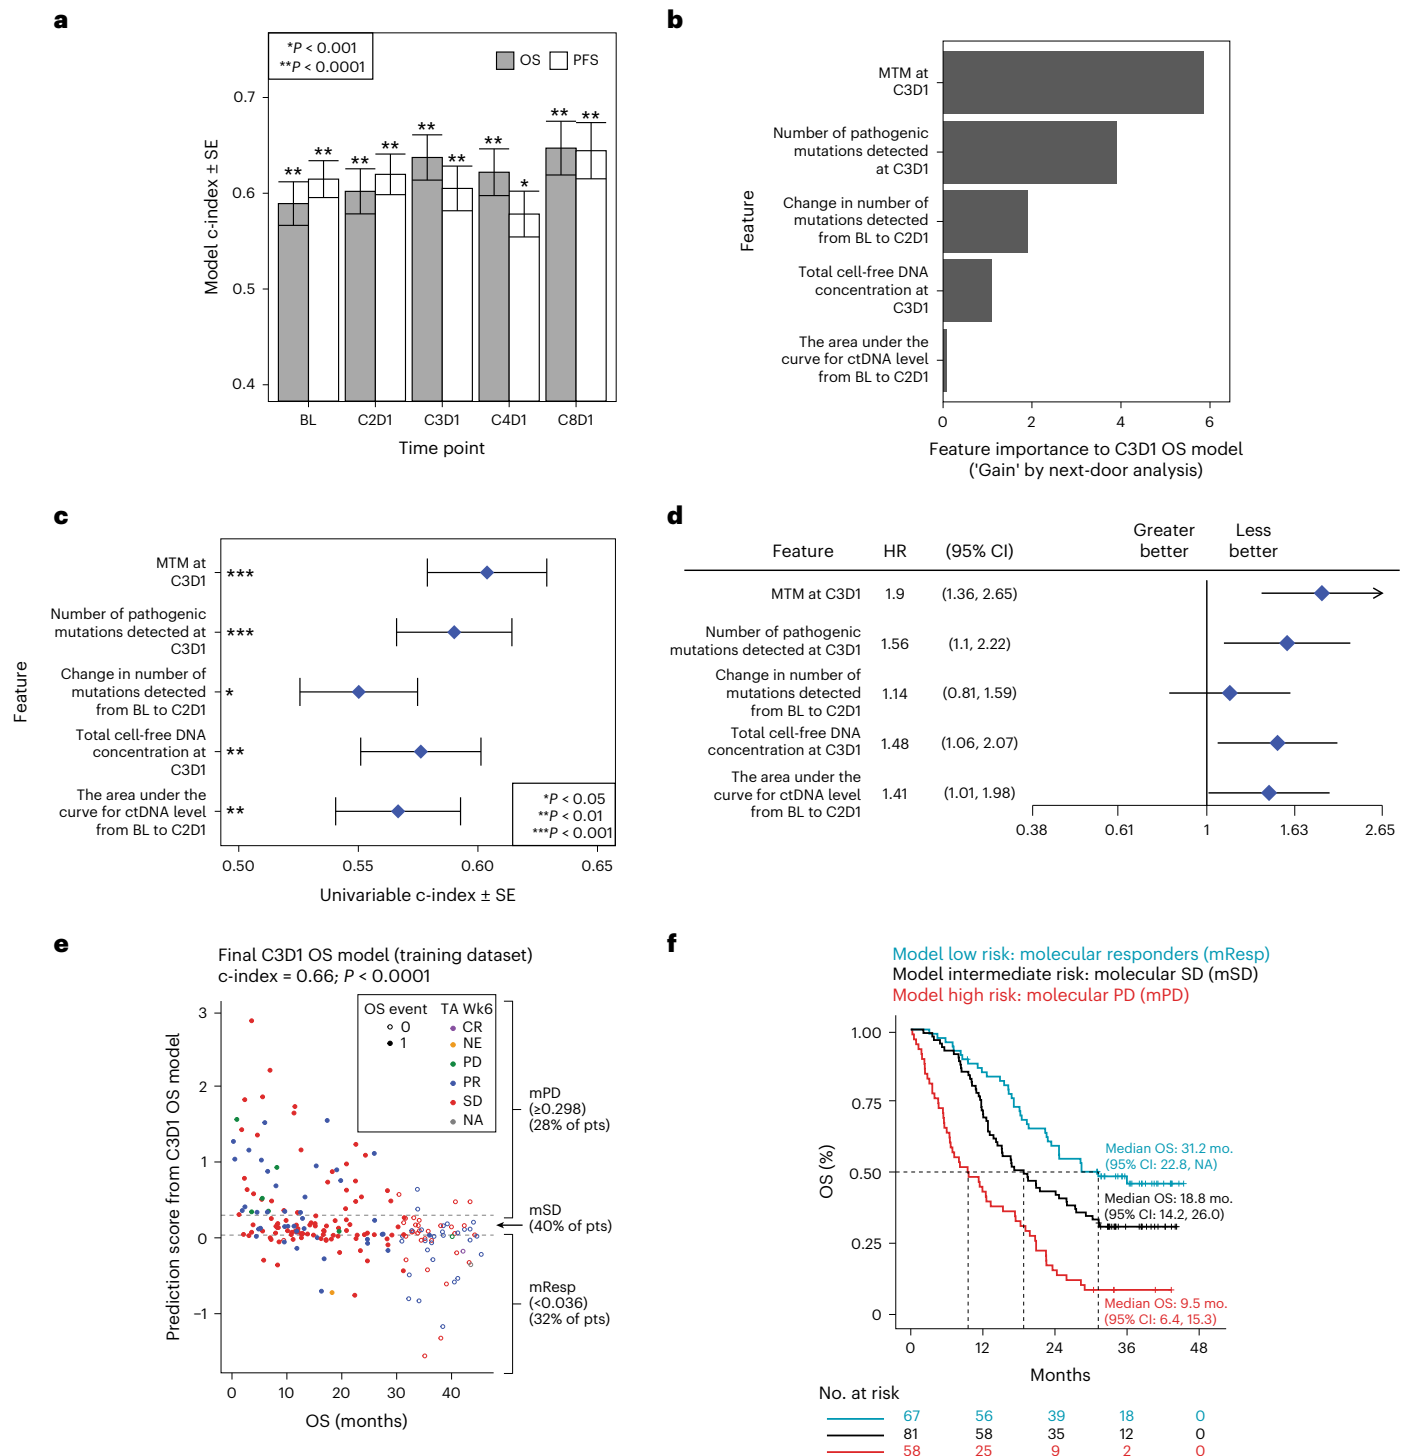 a
*P < 0.001
**P < 0.0001
OS
PFS
Model c-index ± SE
0.7
0.6
0.5
0.4
** ** ** ** ** ** ** * ** **
BL C2D1 C3D1 C4D1 C8D1
Time point
b
Feature
MTM at
C3D1
Number of pathogenic
mutations detected
at C3D1
Change in number of
mutations detected
from BL to C2D1
Total cell-free DNA
concentration at
C3D1
The area under the
curve for ctDNA level
from BL to C2D1
0 2 4 6
Feature importance to C3D1 OS model
('Gain' by next-door analysis)
c
Feature
MTM at
C3D1
***
Number of pathogenic
mutations detected at
C3D1
***
Change in number of
mutations detected
from BL to C2D1
*
Total cell-free DNA
concentration at
C3D1
**
The area under the
curve for ctDNA level
from BL to C2D1
**
*P < 0.05
**P < 0.01
***P < 0.001
0.50 0.55 0.60 0.65
Univariable c-index ± SE
d
Feature HR (95% CI)
Greater
better
Less
better
MTM at C3D1 1.9 (1.36, 2.65)
Number of pathogenic
mutations detected at C3D1
1.56 (1.1, 2.22)
Change in number of
mutations detected
from BL to C2D1
1.14 (0.81, 1.59)
Total cell-free DNA
concentration at C3D1
1.48 (1.06, 2.07)
The area under the
curve for ctDNA level
from BL to C2D1
1.41 (1.01, 1.98)
0.38 0.61 1 1.63 2.65
e
Final C3D1 OS model (training dataset)
c-index = 0.66; P < 0.0001
Prediction score from C3D1 OS model
3
2
1
0
−1
OS event
0
1
TA Wk6
CR
NE
PD
PR
SD
NA
mPD
(≥0.298)
(28% of pts)
mSD
(40% of pts)
mResp
(<0.036)
(32% of pts)
0 10 20 30 40
OS (months)
f
Model low risk: molecular responders (mResp)
Model intermediate risk: molecular SD (mSD)
Model high risk: molecular PD (mPD)
OS (%)
1.00
0.75
0.50
0.25
0
Median OS: 31.2 mo.
(95% CI: 22.8, NA)
Median OS: 18.8 mo.
(95% CI: 14.2, 26.0)
Median OS: 9.5 mo.
(95% CI: 6.4, 15.3)
0 12 24 36 48
Months
No. at risk
67 56 39 18 0
81 58 35 12 0
58 25 9 2 0